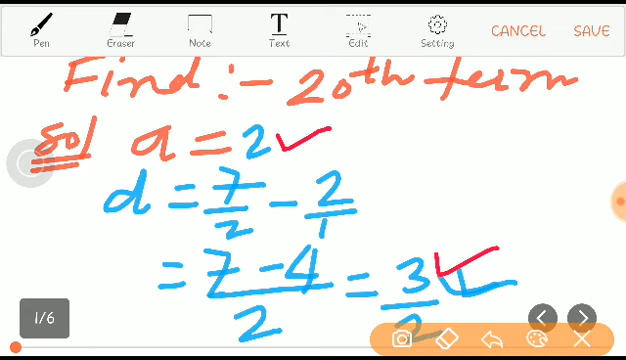 Pen Eraser Note Text Edit Setting CANCEL SAVE
Find :- 20th term
Sol a = 2 ✓
d = 7/2 - 2/1
= 7-4/2 = 3/2 ✓
1/6